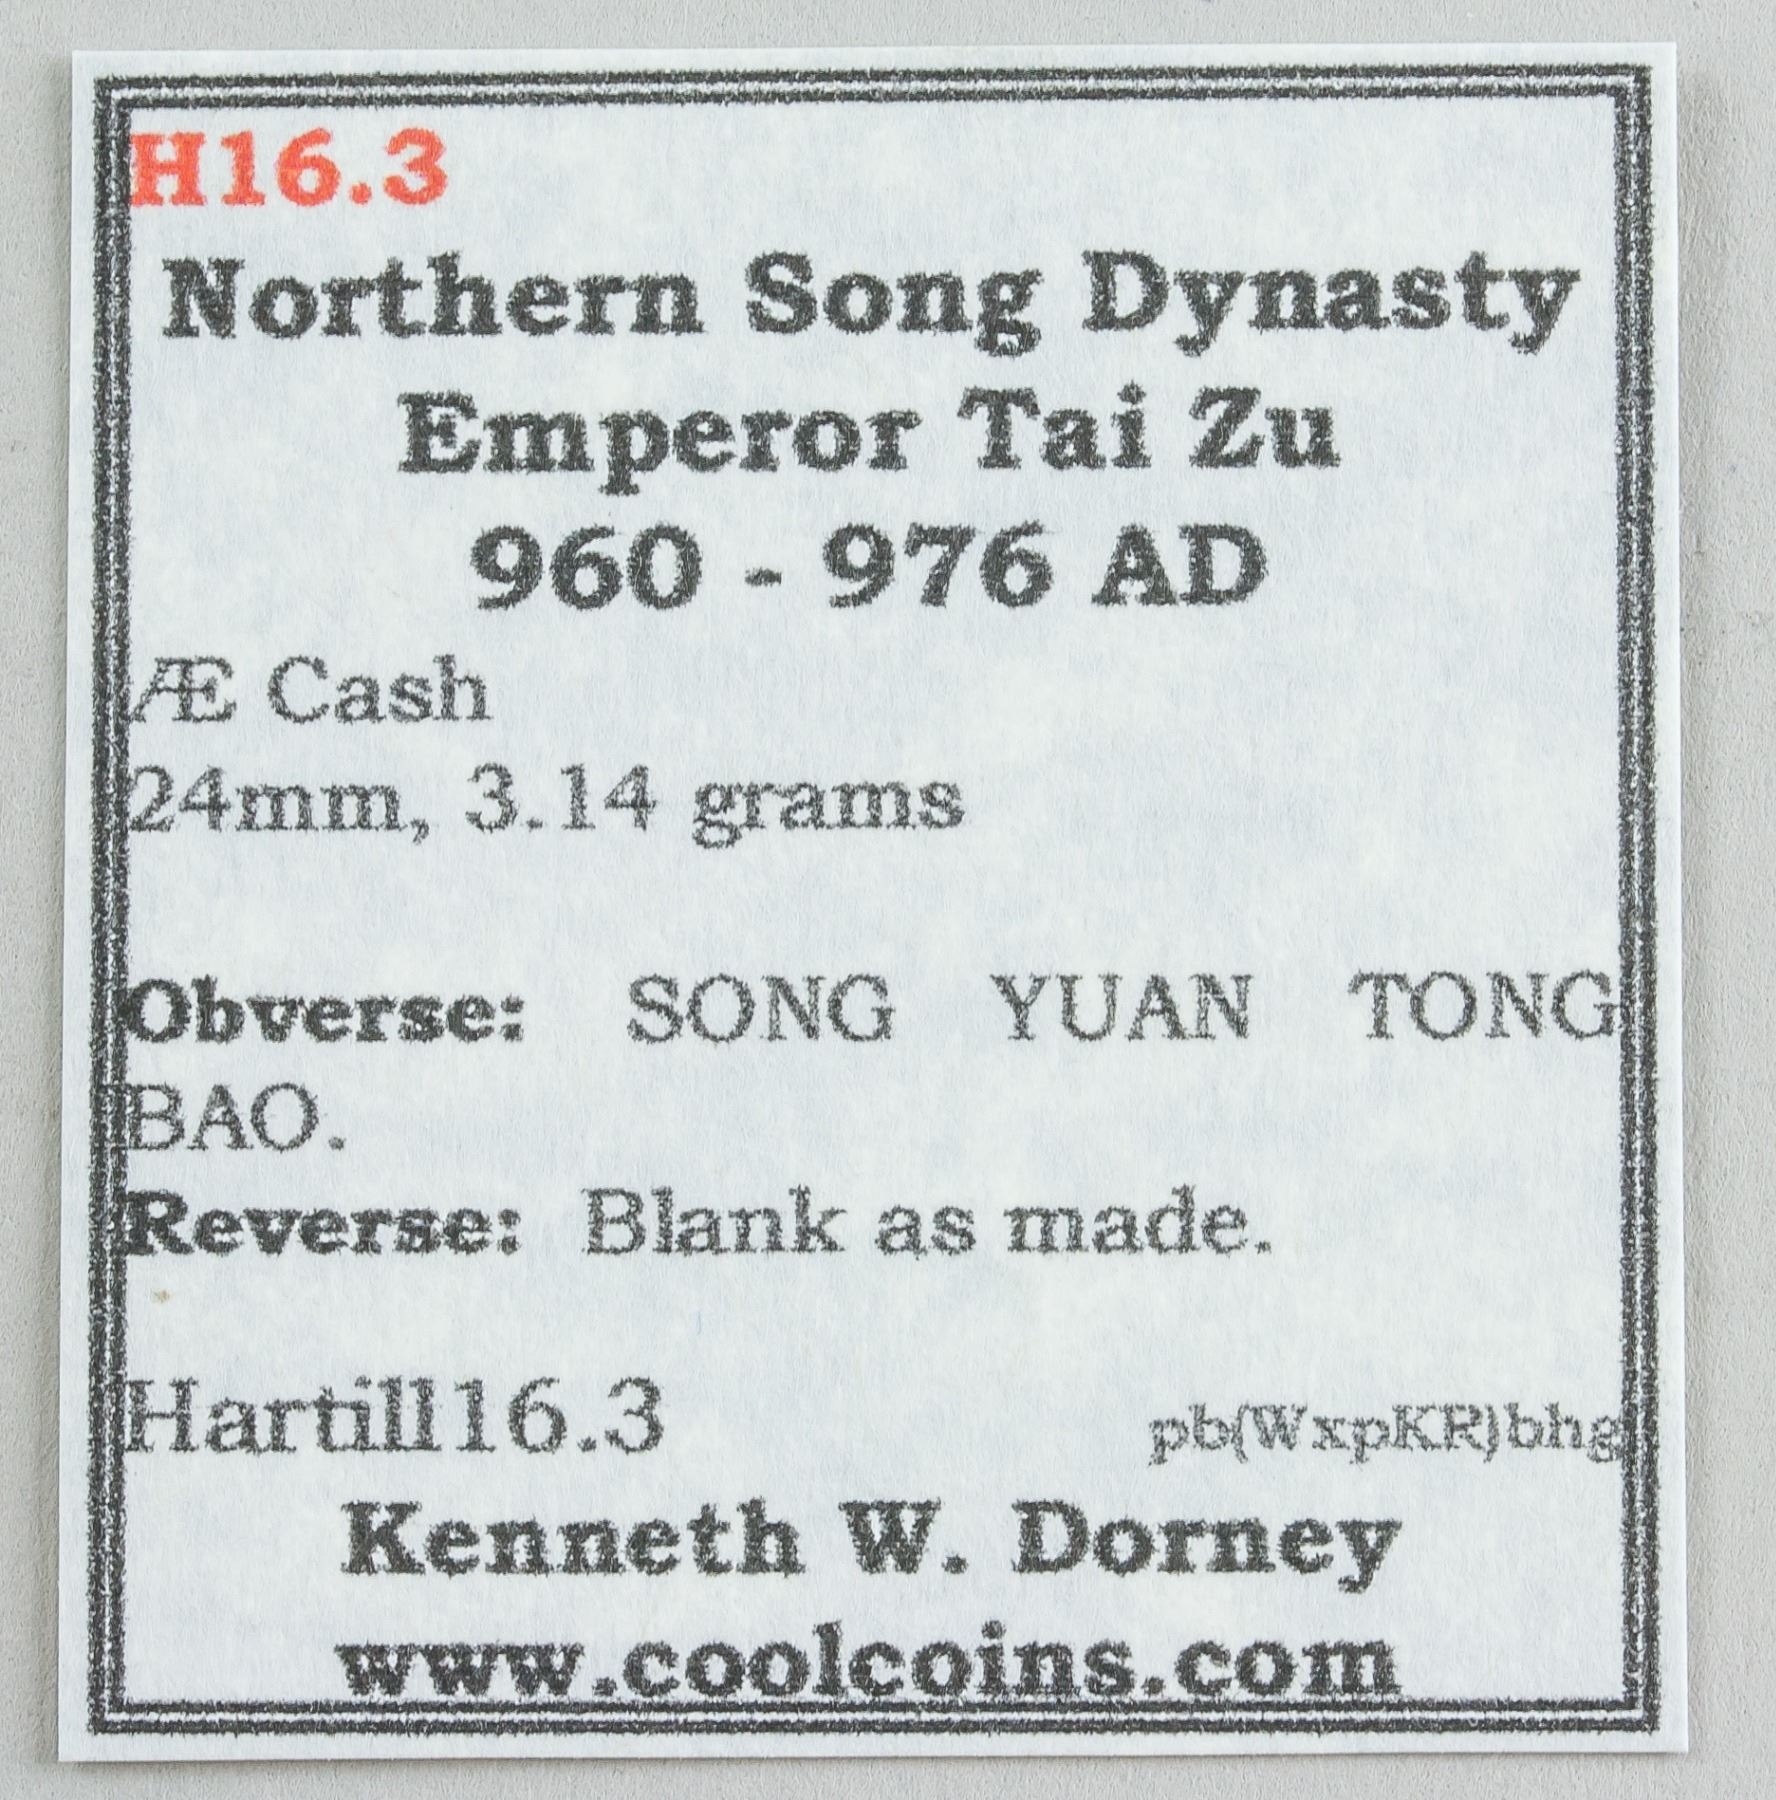 H16.3
Northern Song Dynasty
Emperor Tai Zu
960 - 976 AD
Æ Cash
24mm, 3.14 grams
Obverse: SONG YUAN TONG
BAO.
Reverse: Blank as made.
Hartill16.3 pb(WxpKR)bhg
Kenneth W. Dorney
www.coolcoins.com